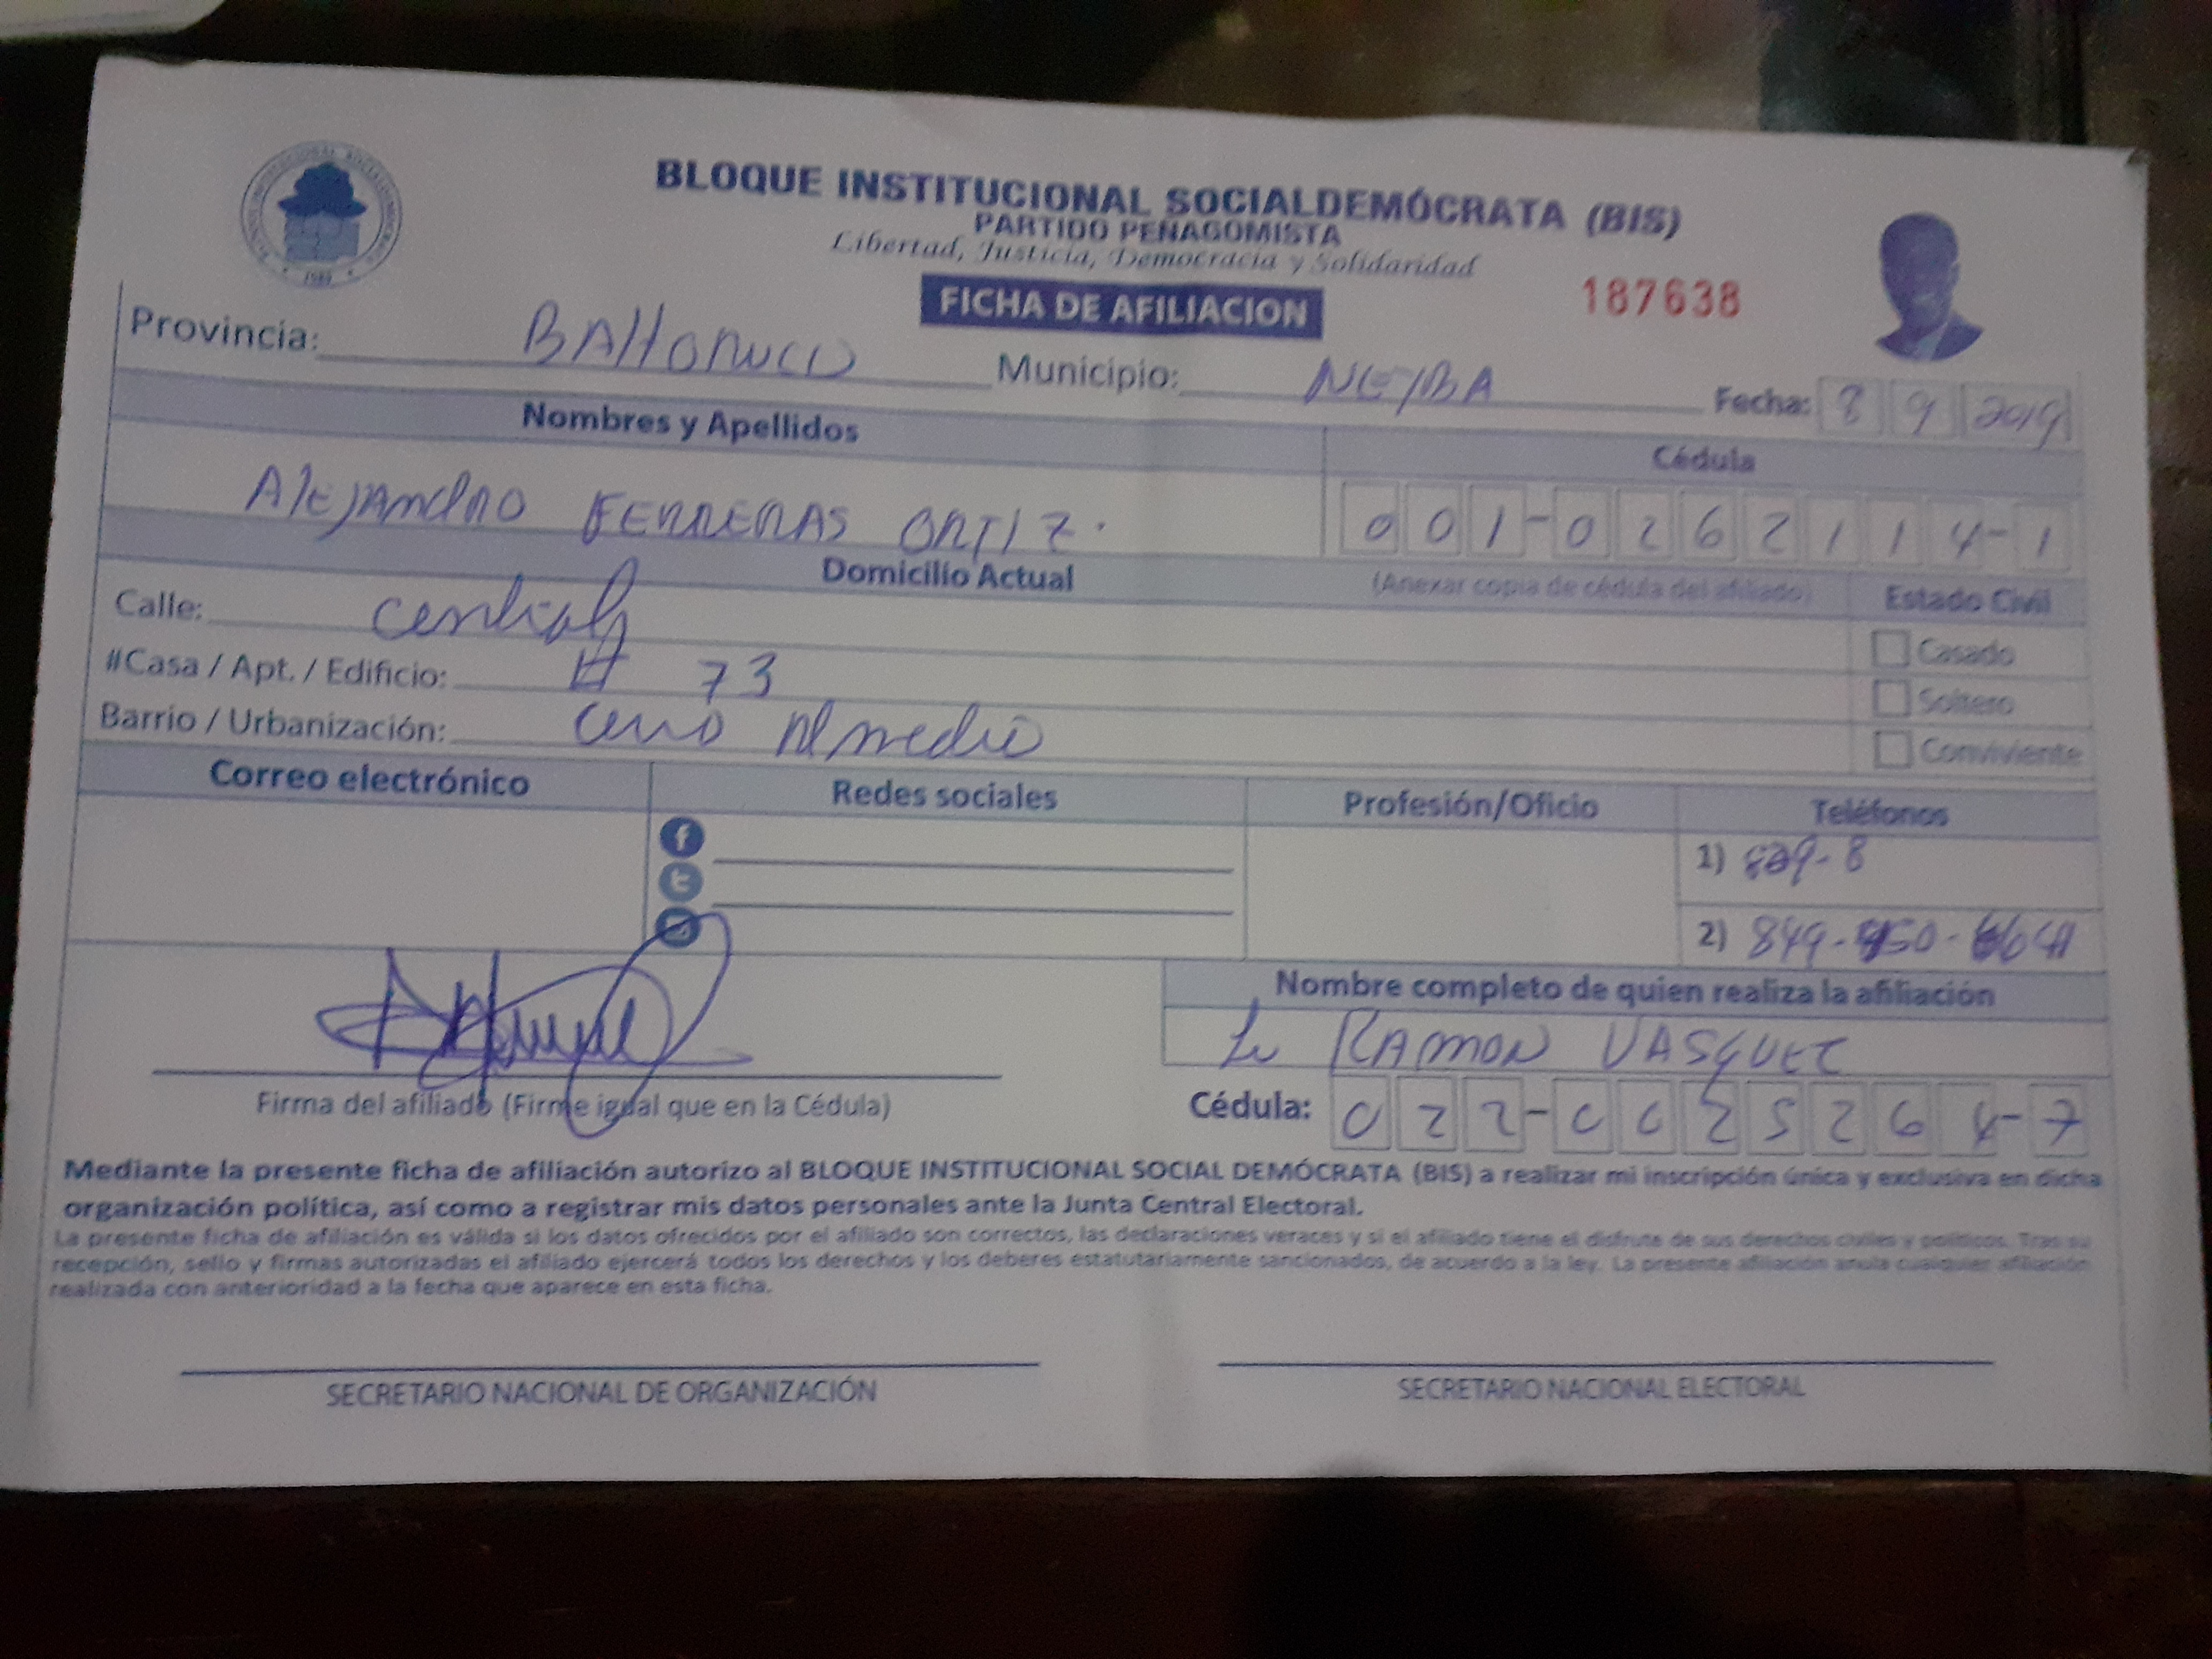 BLOQUE INSTITUCIONAL SOCIALDEMÓCRATA (BIS)
PARTIDO PEÑAGOMISTA
Libertad, Justicia, Democracia y Solidaridad
FICHA DE AFILIACION
187638
1989
Provincia: BAHORUCO Municipio: NEIBA Fecha: 8 9 2019
Nombres y Apellidos Cédula
AlEJANdRO FERRERAS ORTIZ. 001-0262114-1
Domicilio Actual (Anexar copia de cédula del afiliado) Estado Civil
Calle: central
Casado
#Casa / Apt. / Edificio: # 73
Soltero
Barrio / Urbanización: cerro Al medio
Conviviente
Correo electrónico Redes sociales Profesión/Oficio Teléfonos
1) 829-8
2) 849- -
Nombre completo de quien realiza la afiliación
RAMON VASQUEZ
Firma del afiliado (Firme igual que en la Cédula)
Cédula: 022-0025264-7
Mediante la presente ficha de afiliación autorizo al BLOQUE INSTITUCIONAL SOCIAL DEMÓCRATA (BIS) a realizar mi inscripción única y exclusiva en dicha
organización política, así como a registrar mis datos personales ante la Junta Central Electoral.
La presente ficha de afiliación es válida si los datos ofrecidos por el afiliado son correctos, las declaraciones veraces y si el afiliado tiene el disfrute de sus derechos civiles y políticos. Tras su
recepción, sello y firmas autorizadas el afiliado ejercerá todos los derechos y los deberes estatutariamente sancionados, de acuerdo a la ley. La presente afiliación anula cualquier afiliación
realizada con anterioridad a la fecha que aparece en esta ficha.
SECRETARIO NACIONAL DE ORGANIZACIÓN SECRETARIO NACIONAL ELECTORAL